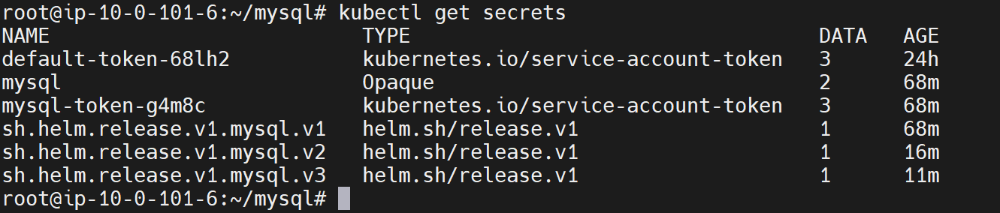 root@ip-10-0-101-6:~/mysql# kubectl get secrets
NAME TYPE DATA AGE
default-token-68lh2 kubernetes.io/service-account-token 3 24h
mysql Opaque 2 68m
mysql-token-g4m8c kubernetes.io/service-account-token 3 68m
sh.helm.release.v1.mysql.v1 helm.sh/release.v1 1 68m
sh.helm.release.v1.mysql.v2 helm.sh/release.v1 1 16m
sh.helm.release.v1.mysql.v3 helm.sh/release.v1 1 11m
root@ip-10-0-101-6:~/mysql#